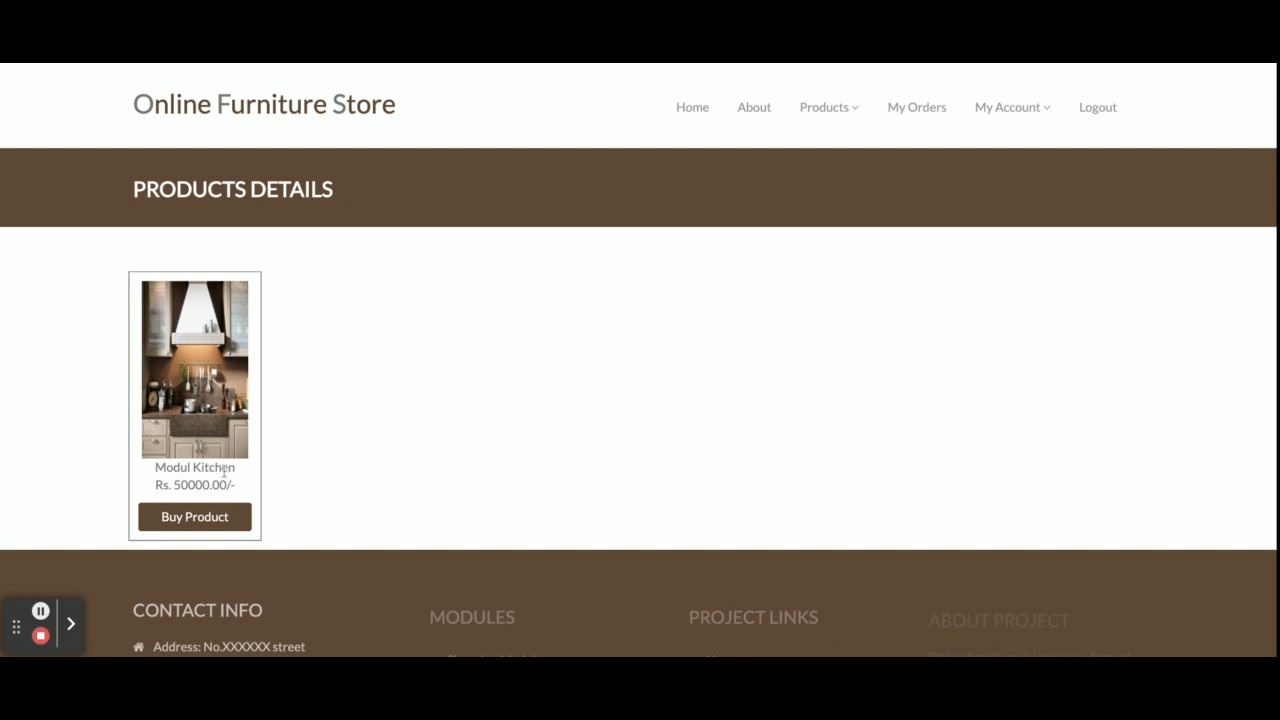 Online Furniture Store
Home
About
Products
My Orders
My Account
Logout
PRODUCTS DETAILS
Modul Kitchen
Rs. 50000.00/-
Buy Product
CONTACT INFO
MODULES
PROJECT LINKS
ABOUT PROJECT
Address: No.XXXXXX street